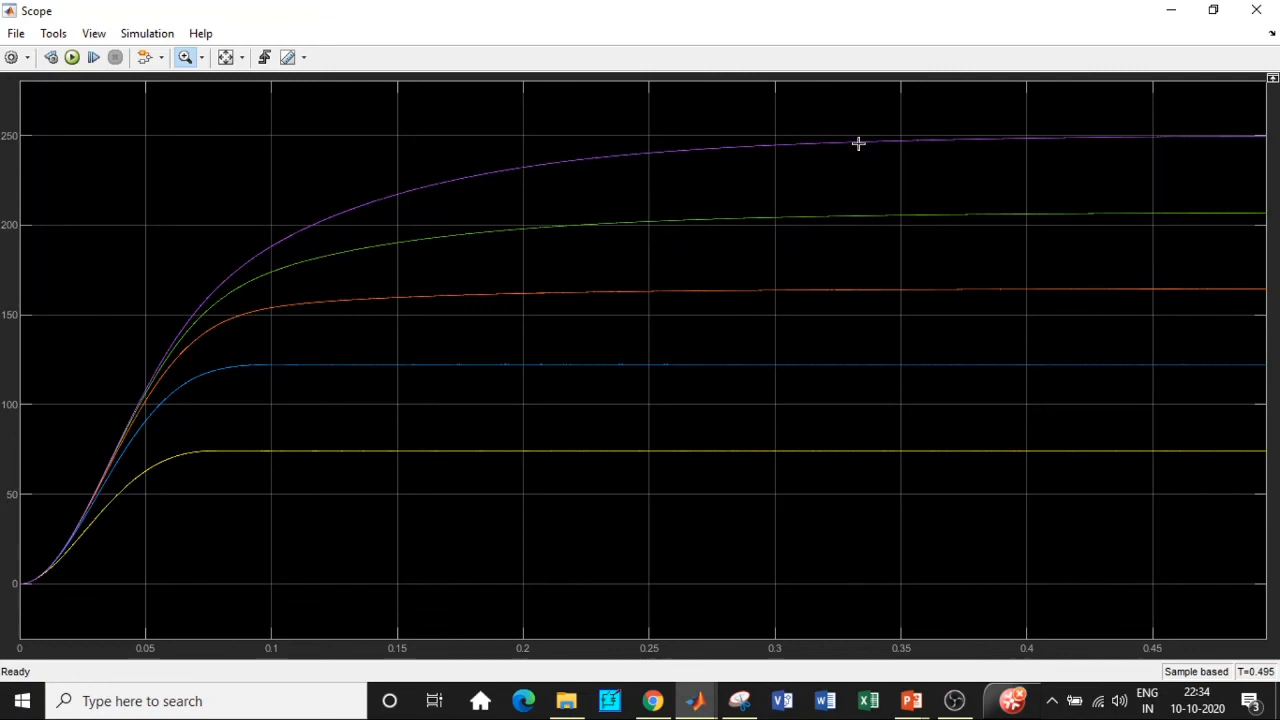 Scope
File Tools View Simulation Help
250
200
150
100
50
0
0 0.05 0.1 0.15 0.2 0.25 0.3 0.35 0.4 0.45
Ready Sample based T=0.495
Type here to search
ENG 22:34
IN 10-10-2020 3